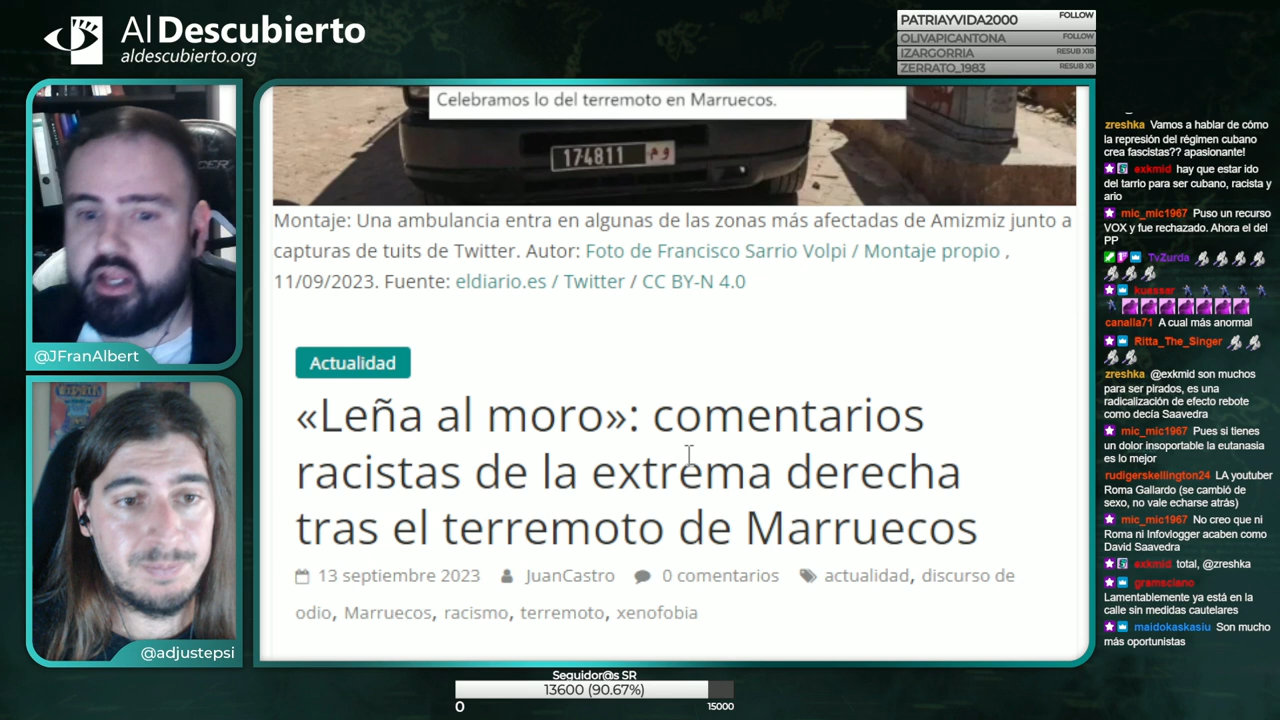 Al Descubierto
aldescubierto.org
PATRIAYVIDA2000 FOLLOW
OLIVAPICANTONA FOLLOW
IZARGORRIA RESUB X18
ZERRATO_1983 RESUB X9
@JFranAlbert
@adjustepsi
Celebramos lo del terremoto en Marruecos.
174811
Montaje: Una ambulancia entra en algunas de las zonas más afectadas de Amizmiz junto a
capturas de tuits de Twitter. Autor: Foto de Francisco Sarrio Volpi / Montaje propio ,
11/09/2023. Fuente: eldiario.es / Twitter / CC BY-N 4.0
Actualidad
«Leña al moro»: comentarios
racistas de la extrema derecha
tras el terremoto de Marruecos
13 septiembre 2023 JuanCastro 0 comentarios actualidad, discurso de
odio, Marruecos, racismo, terremoto, xenofobia
zreshka Vamos a hablar de cómo
la represión del régimen cubano
crea fascistas?? apasionante!
exkmid hay que estar ido
del tarrio para ser cubano, racista y
ario
mic_mic1967 Puso un recurso
VOX y fue rechazado. Ahora el del
PP
TvZurda
kuessar
canalla71 A cual más anormal
Ritta_The_Singer
zreshka @exkmid son muchos
para ser pirados, es una
radicalización de efecto rebote
como decía Saavedra
mic_mic1967 Pues si tienes
un dolor insoportable la eutanasia
es lo mejor
rudigerskellington24 LA youtuber
Roma Gallardo (se cambió de
sexo, no vale echarse atrás)
mic_mic1967 No creo que ni
Roma ni Infovlogger acaben como
David Saavedra
exkmid total, @zreshka
gramsciano
Lamentablemente ya está en la
calle sin medidas cautelares
maidokaskasiu Son mucho
más oportunistas
Seguidor@s SR
13600 (90.67%)
0 15000